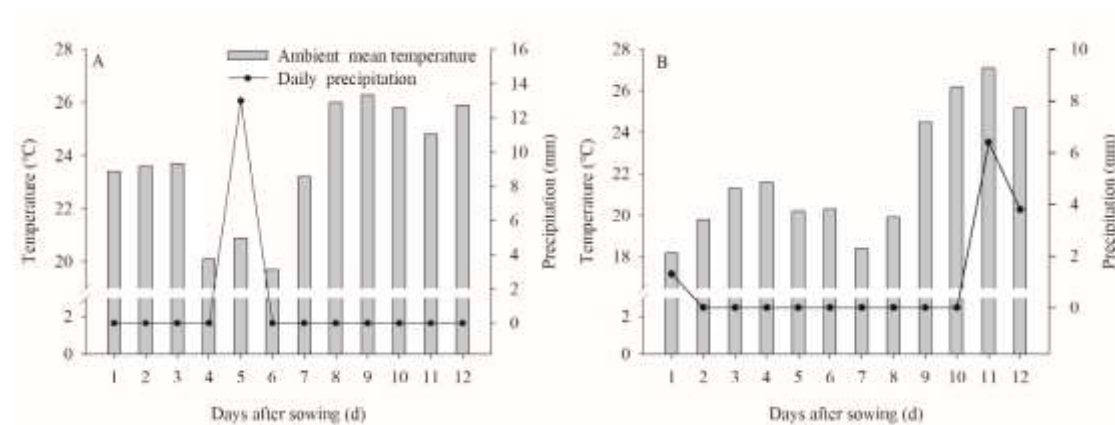 A
Ambient mean temperature
Daily precipitation
Temperature (°C)
28
26
24
22
20
2
0
Precipitation (mm)
16
14
12
10
8
6
4
2
0
1 2 3 4 5 6 7 8 9 10 11 12
Days after sowing (d)
B
Temperature (°C)
28
26
24
22
20
18
2
0
Precipitation (mm)
10
8
6
4
2
0
1 2 3 4 5 6 7 8 9 10 11 12
Days after sowing (d)